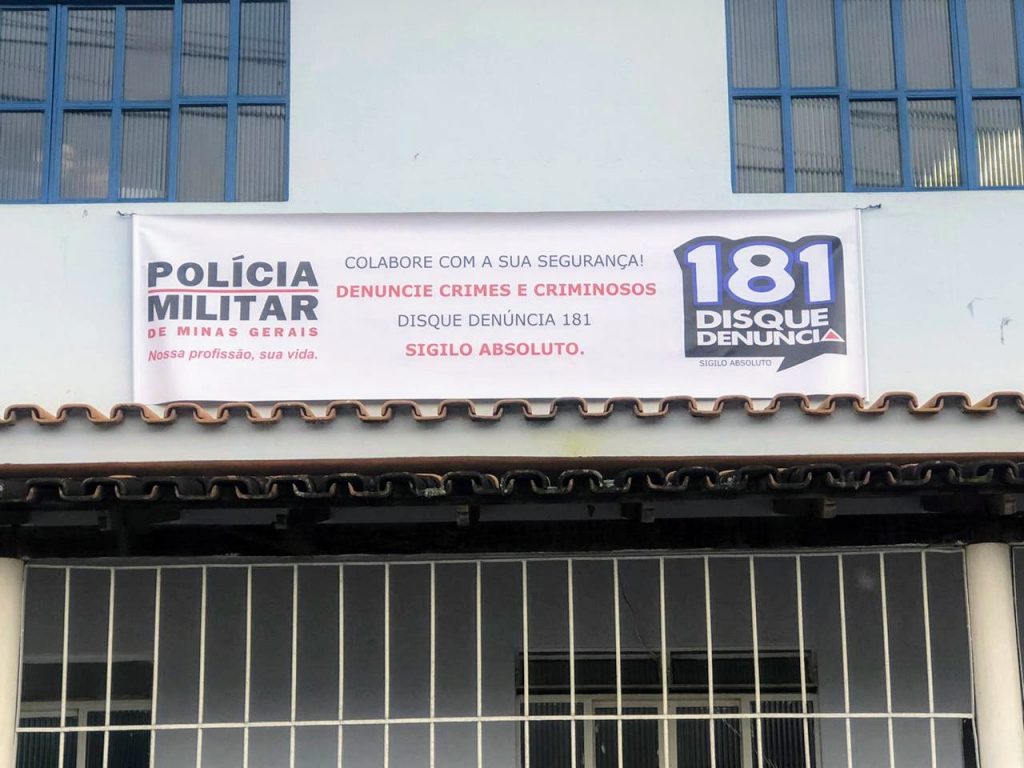 POLÍCIA
MILITAR
DE MINAS GERAIS
Nossa profissão, sua vida.
COLABORE COM A SUA SEGURANÇA!
DENUNCIE CRIMES E CRIMINOSOS
DISQUE DENÚNCIA 181
SIGILO ABSOLUTO.
181
DISQUE
DENUNCIA
SIGILO ABSOLUTO